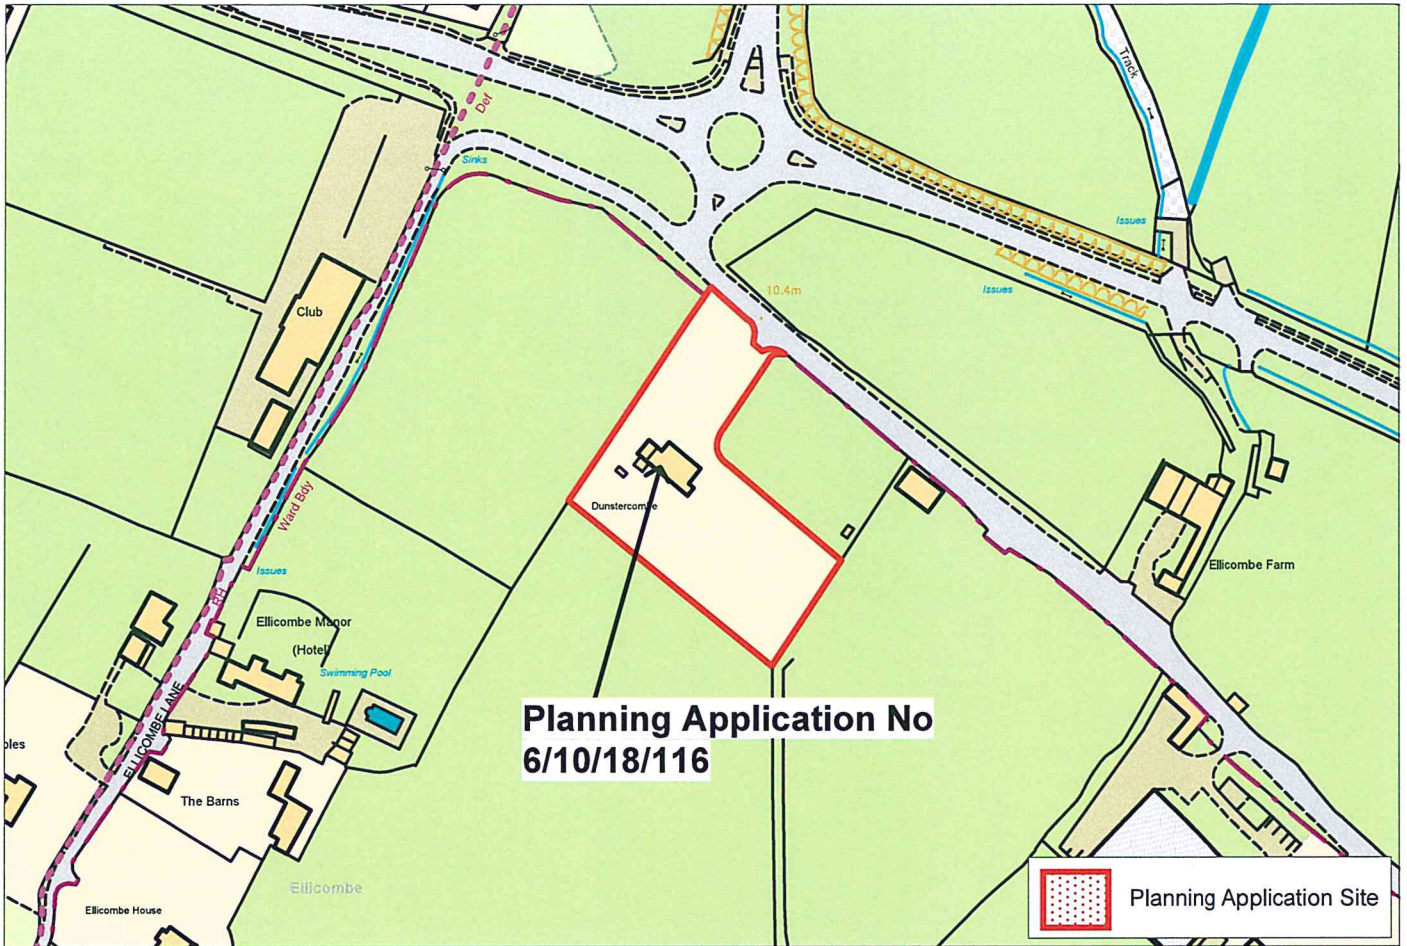 Track
Def
Sinks
Issues
Issues
10.4m
Club
Dunstercombe
Ward Bdy
Issues
RH
Ellicombe Farm
Ellicombe Manor
(Hotel)
Swimming Pool
ELLICOMBE LANE
Planning Application No
6/10/18/116
The Barns
Ellicombe
Ellicombe House
Planning Application Site